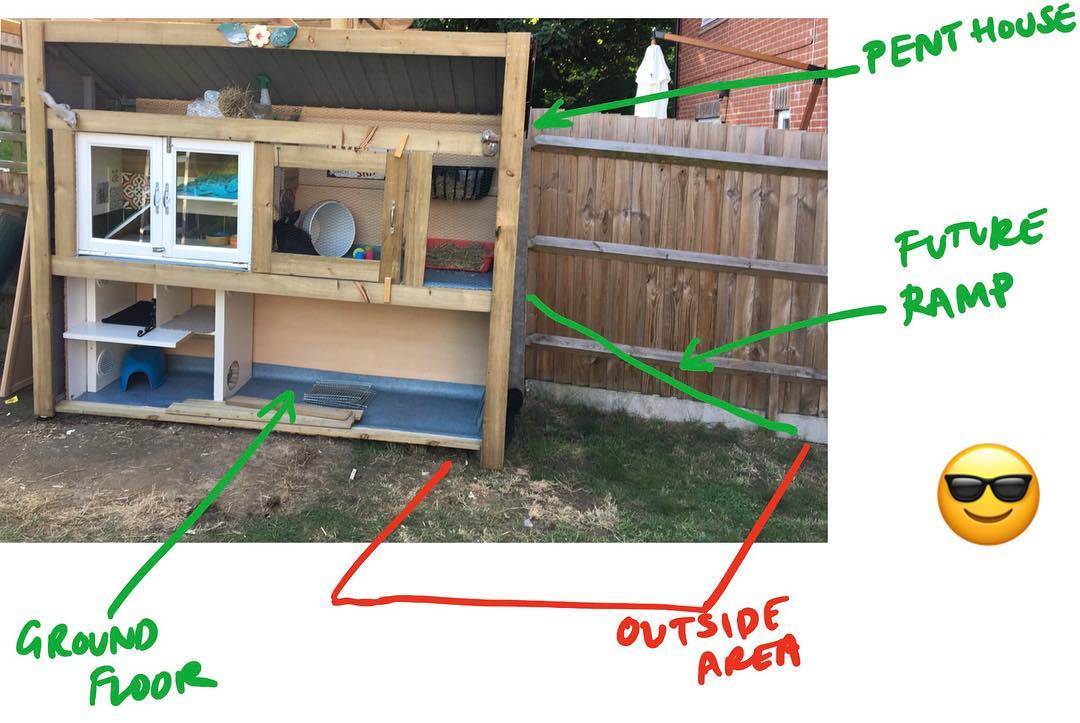 PENT HOUSE
FUTURE
RAMP
GROUND
FLOOR
OUTSIDE
AREA